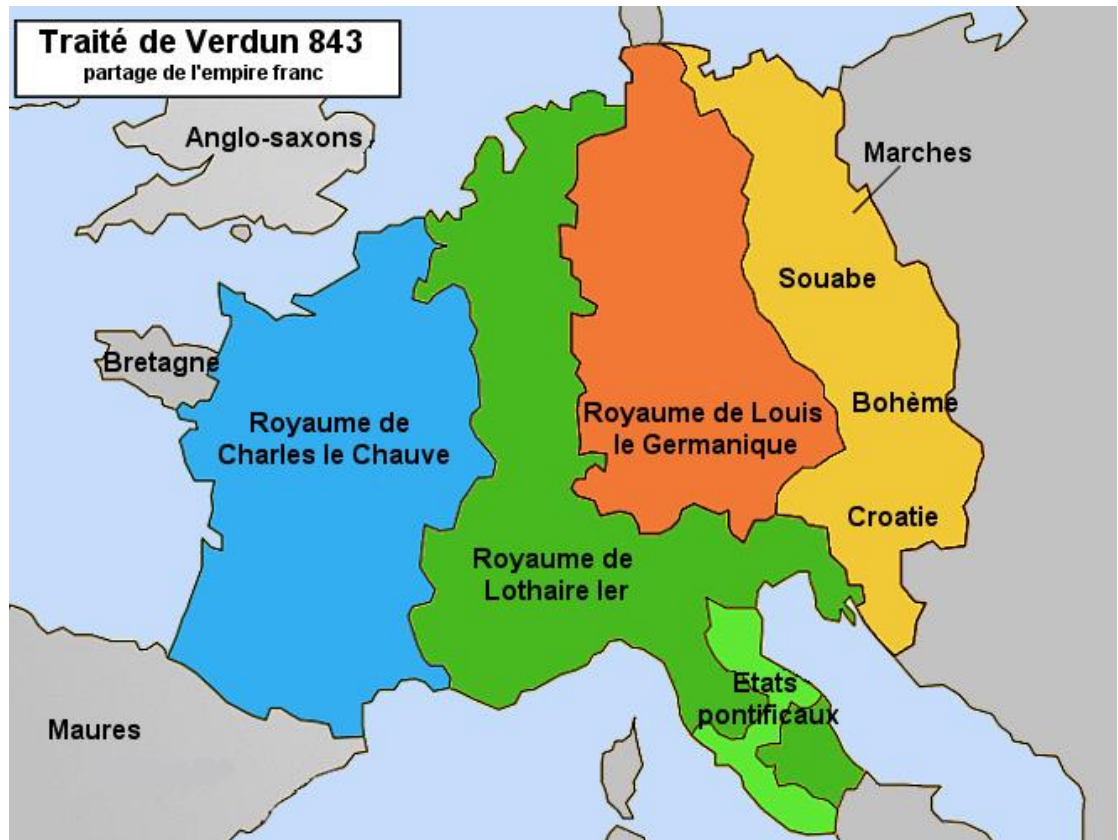 Traité de Verdun 843
partage de l'empire franc
Anglo-saxons
Marches
Souabe
Bretagne
Bohème
Royaume de
Charles le Chauve
Royaume de Louis
le Germanique
Croatie
Royaume de
Lothaire Ier
Etats
pontificaux
Maures